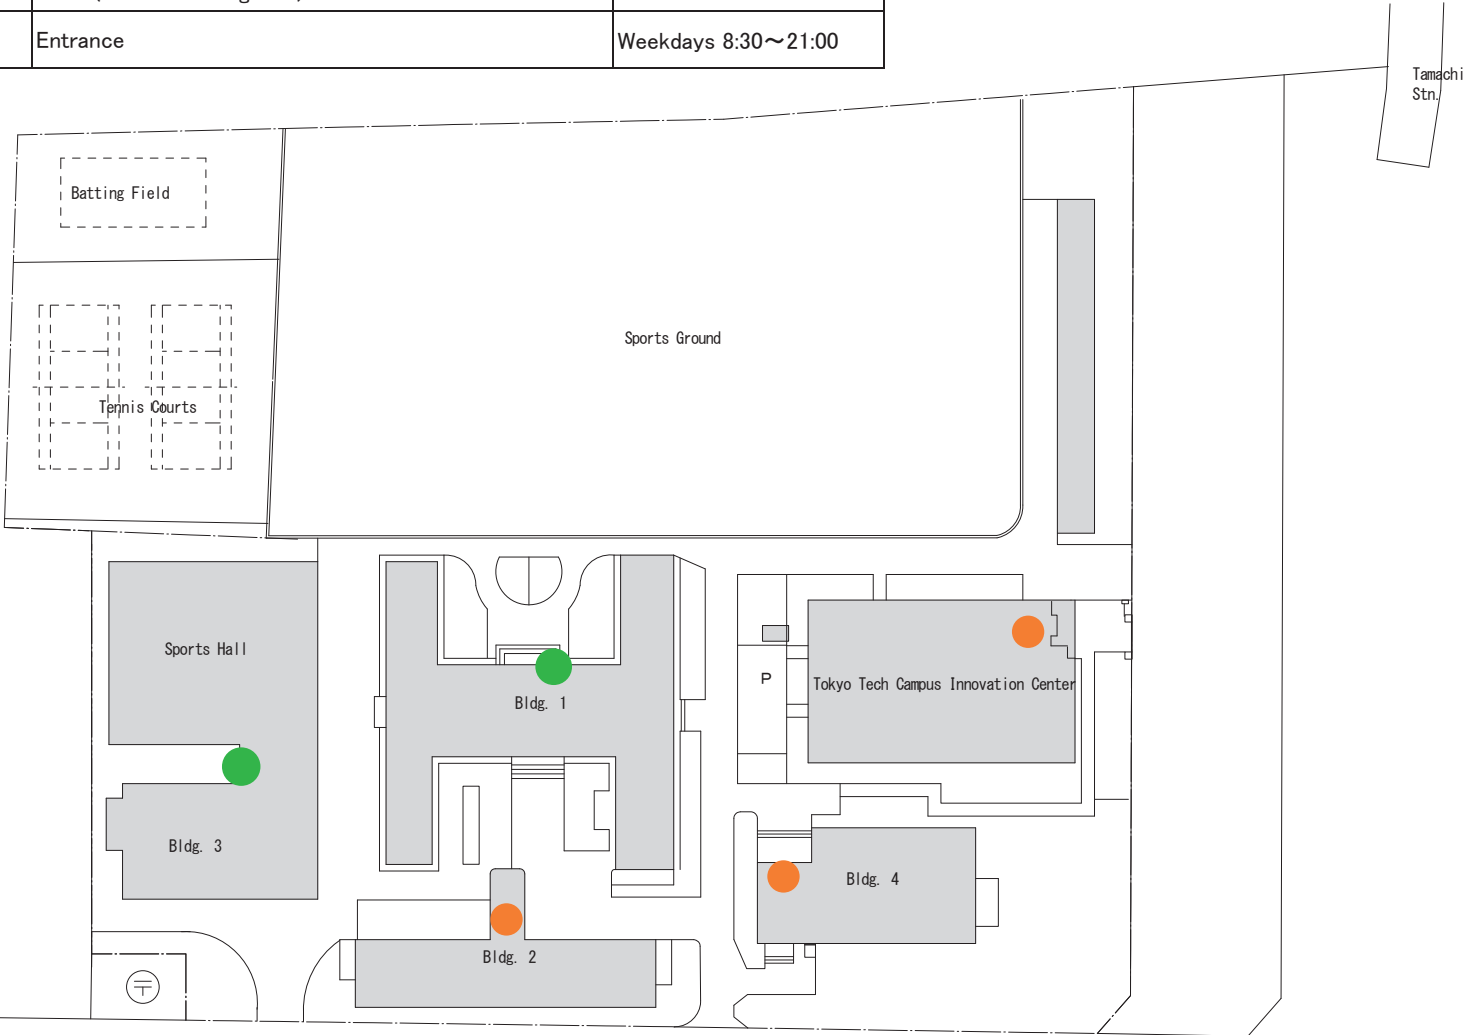 Entrance
Weekdays 8:30～21:00
Tamachi
Stn.
Batting Field
Sports Ground
Tennis Courts
Sports Hall
Bldg. 1
P
Tokyo Tech Campus Innovation Center
Bldg. 3
Bldg. 4
Bldg. 2
〒